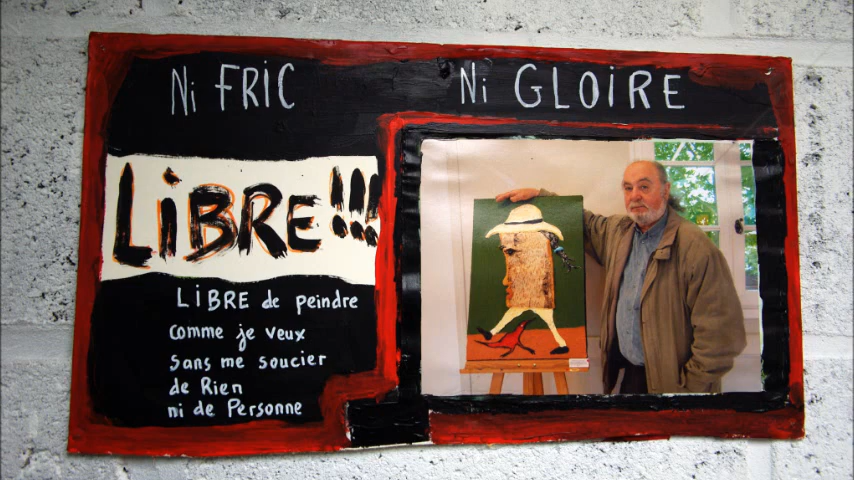 Ni FRIC
Ni GLOIRE
LiBRE!!!
LiBRE de peindre
comme je veux
Sans me soucier
de Rien
ni de Personne